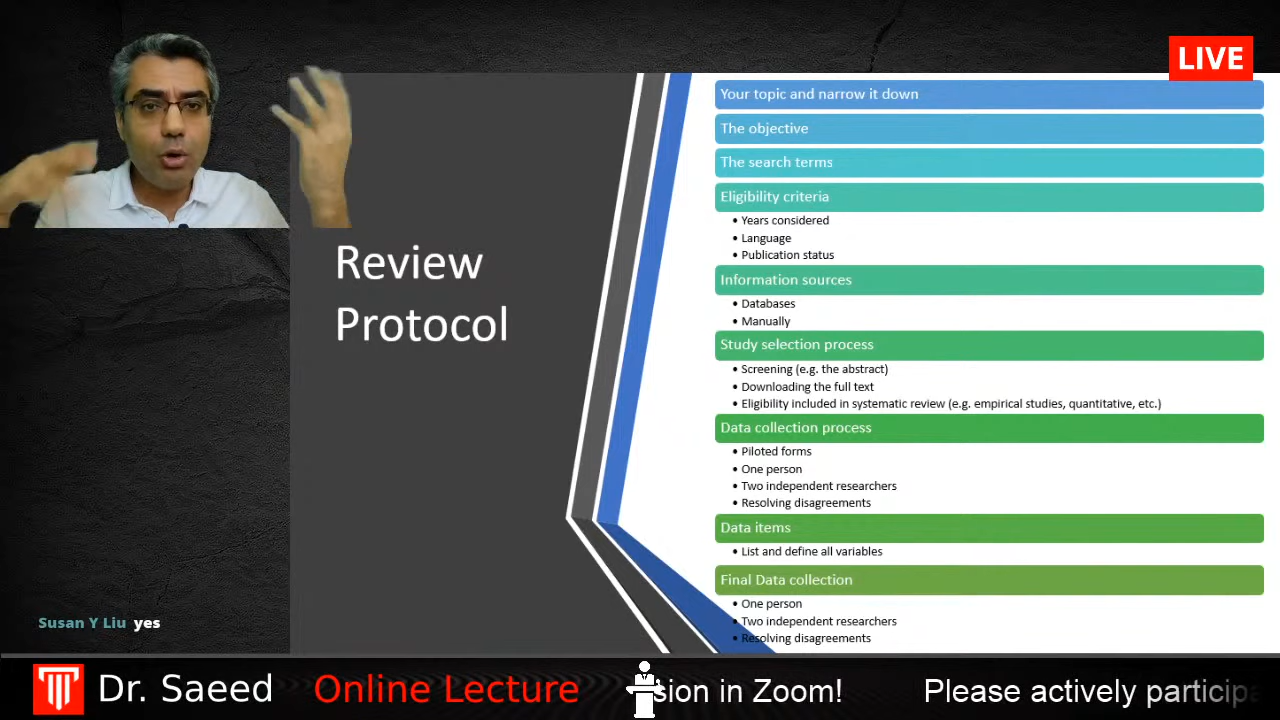 LIVE
Review
Protocol
Your topic and narrow it down
The objective
The search terms
Eligibility criteria
• Years considered
• Language
• Publication status
Information sources
• Databases
• Manually
Study selection process
• Screening (e.g. the abstract)
• Downloading the full text
• Eligibility included in systematic review (e.g. empirical studies, quantitative, etc.)
Data collection process
• Piloted forms
• One person
• Two independent researchers
• Resolving disagreements
Data items
• List and define all variables
Final Data collection
• One person
• Two independent researchers
• Resolving disagreements
Susan Y Liu yes
Dr. Saeed Online Lecture in Zoom! Please actively